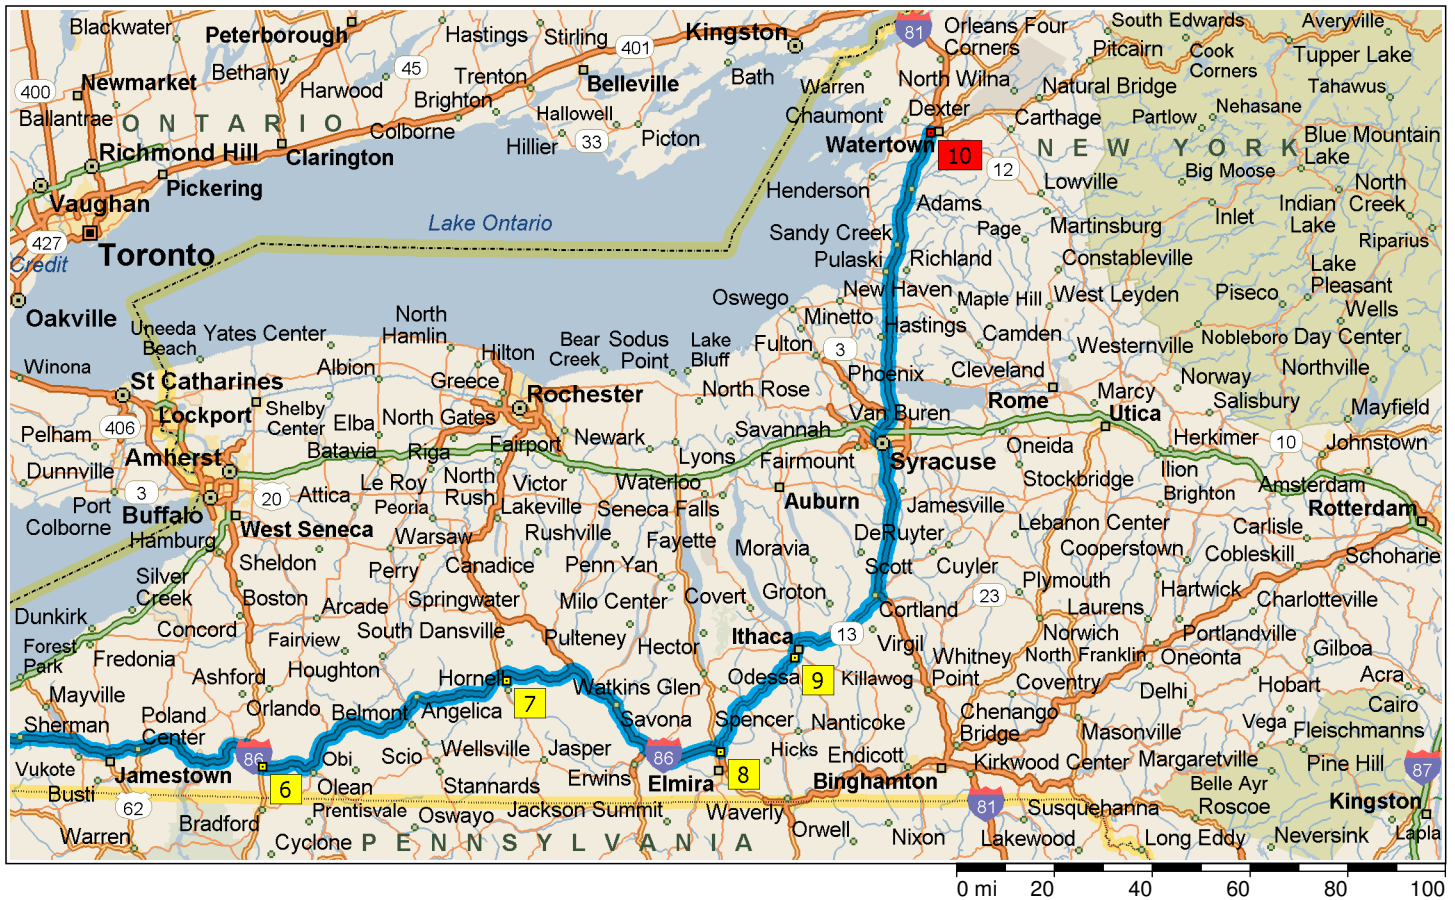 Blackwater
Peterborough
Hastings
Stirling
401
Kingston
81
Orleans Four
Corners
South Edwards
Averyville
Bethany
45
Trenton
Belleville
Bath
Pitcairn
Cook
Corners
Tupper Lake
400
Newmarket
Harwood
Brighton
Warren
North Wilna
Natural Bridge
Tahawus
Ballantrae
ONTARIO
Colborne
Hallowell
Chaumont
Dexter
Carthage
Partlow
Nehasane
Richmond Hill
Clarington
Hillier
33
Picton
Watertown
10
NEW YORK
Blue Mountain
Lake
Pickering
12
Big Moose
Vaughan
Henderson
Adams
Lowville
North
Creek
427
Toronto
Lake Ontario
Sandy Creek
Page
Martinsburg
Inlet
Indian
Lake
Riparius
Credit
Pulaski
Richland
Constableville
Lake
Pleasant
Oakville
Oswego
New Haven
Maple Hill
West Leyden
Piseco
Wells
Uneeda
Beach
Yates Center
North
Hamlin
Bear
Creek
Sodus
Point
Lake
Bluff
Minetto
Hastings
Camden
Nobleboro
Day Center
Winona
Albion
Hilton
Fulton
3
Westernville
Northville
St Catharines
Greece
Rochester
North Rose
Phoenix
Cleveland
Norway
Lockport
Shelby
Center
Elba
North Gates
Van Buren
Rome
Marcy
Utica
Salisbury
Mayfield
406
Pelham
Amherst
Batavia
Riga
Fairport
Newark
Savannah
Oneida
Herkimer
10
Johnstown
Dunnville
Lyons
Fairmount
Syracuse
Ilion
3
20
Attica
Le Roy
North
Rush
Victor
Waterloo
Auburn
Stockbridge
Brighton
Amsterdam
Port
Colborne
Buffalo
Peoria
Lakeville
Seneca Falls
Jamesville
Rotterdam
Hamburg
West Seneca
Warsaw
Rushville
Fayette
Moravia
DeRuyter
Lebanon Center
Carlisle
Sheldon
Perry
Canadice
Penn Yan
Scott
Cuyler
Cooperstown
Cobleskill
Schoharie
Silver
Creek
Boston
Arcade
Springwater
Milo Center
Covert
Groton
23
Plymouth
Hartwick
Charlotteville
Dunkirk
Concord
Fairview
South Dansville
Pulteney
Hector
Ithaca
13
Cortland
Laurens
Forest
Park
Fredonia
Houghton
Virgil
Norwich
Portlandville
Gilboa
Ashford
Hornell
Watkins Glen
Odessa
9
Killawog
Whitney
Point
North Franklin
Oneonta
Acra
Mayville
Orlando
Belmont
Angelica
7
Coventry
Delhi
Hobart
Cairo
Sherman
Poland
Center
Savona
Spencer
Nanticoke
Chenango
Bridge
Masonville
Vega
Fleischmanns
86
Obi
Scio
Wellsville
Jasper
86
Hicks
Endicott
Kirkwood Center
Margaretville
Pine Hill
87
Vukote
Jamestown
6
Olean
Stannards
Erwins
Elmira
8
Binghamton
Belle Ayr
Busti
62
Prentisvale
Oswayo
Jackson Summit
Waverly
81
Susquehanna
Roscoe
Kingston
Warren
Bradford
Cyclone
PENNSYLVANIA
Orwell
Nixon
Lakewood
Long Eddy
Neversink
Lapla
0 mi 20 40 60 80 100